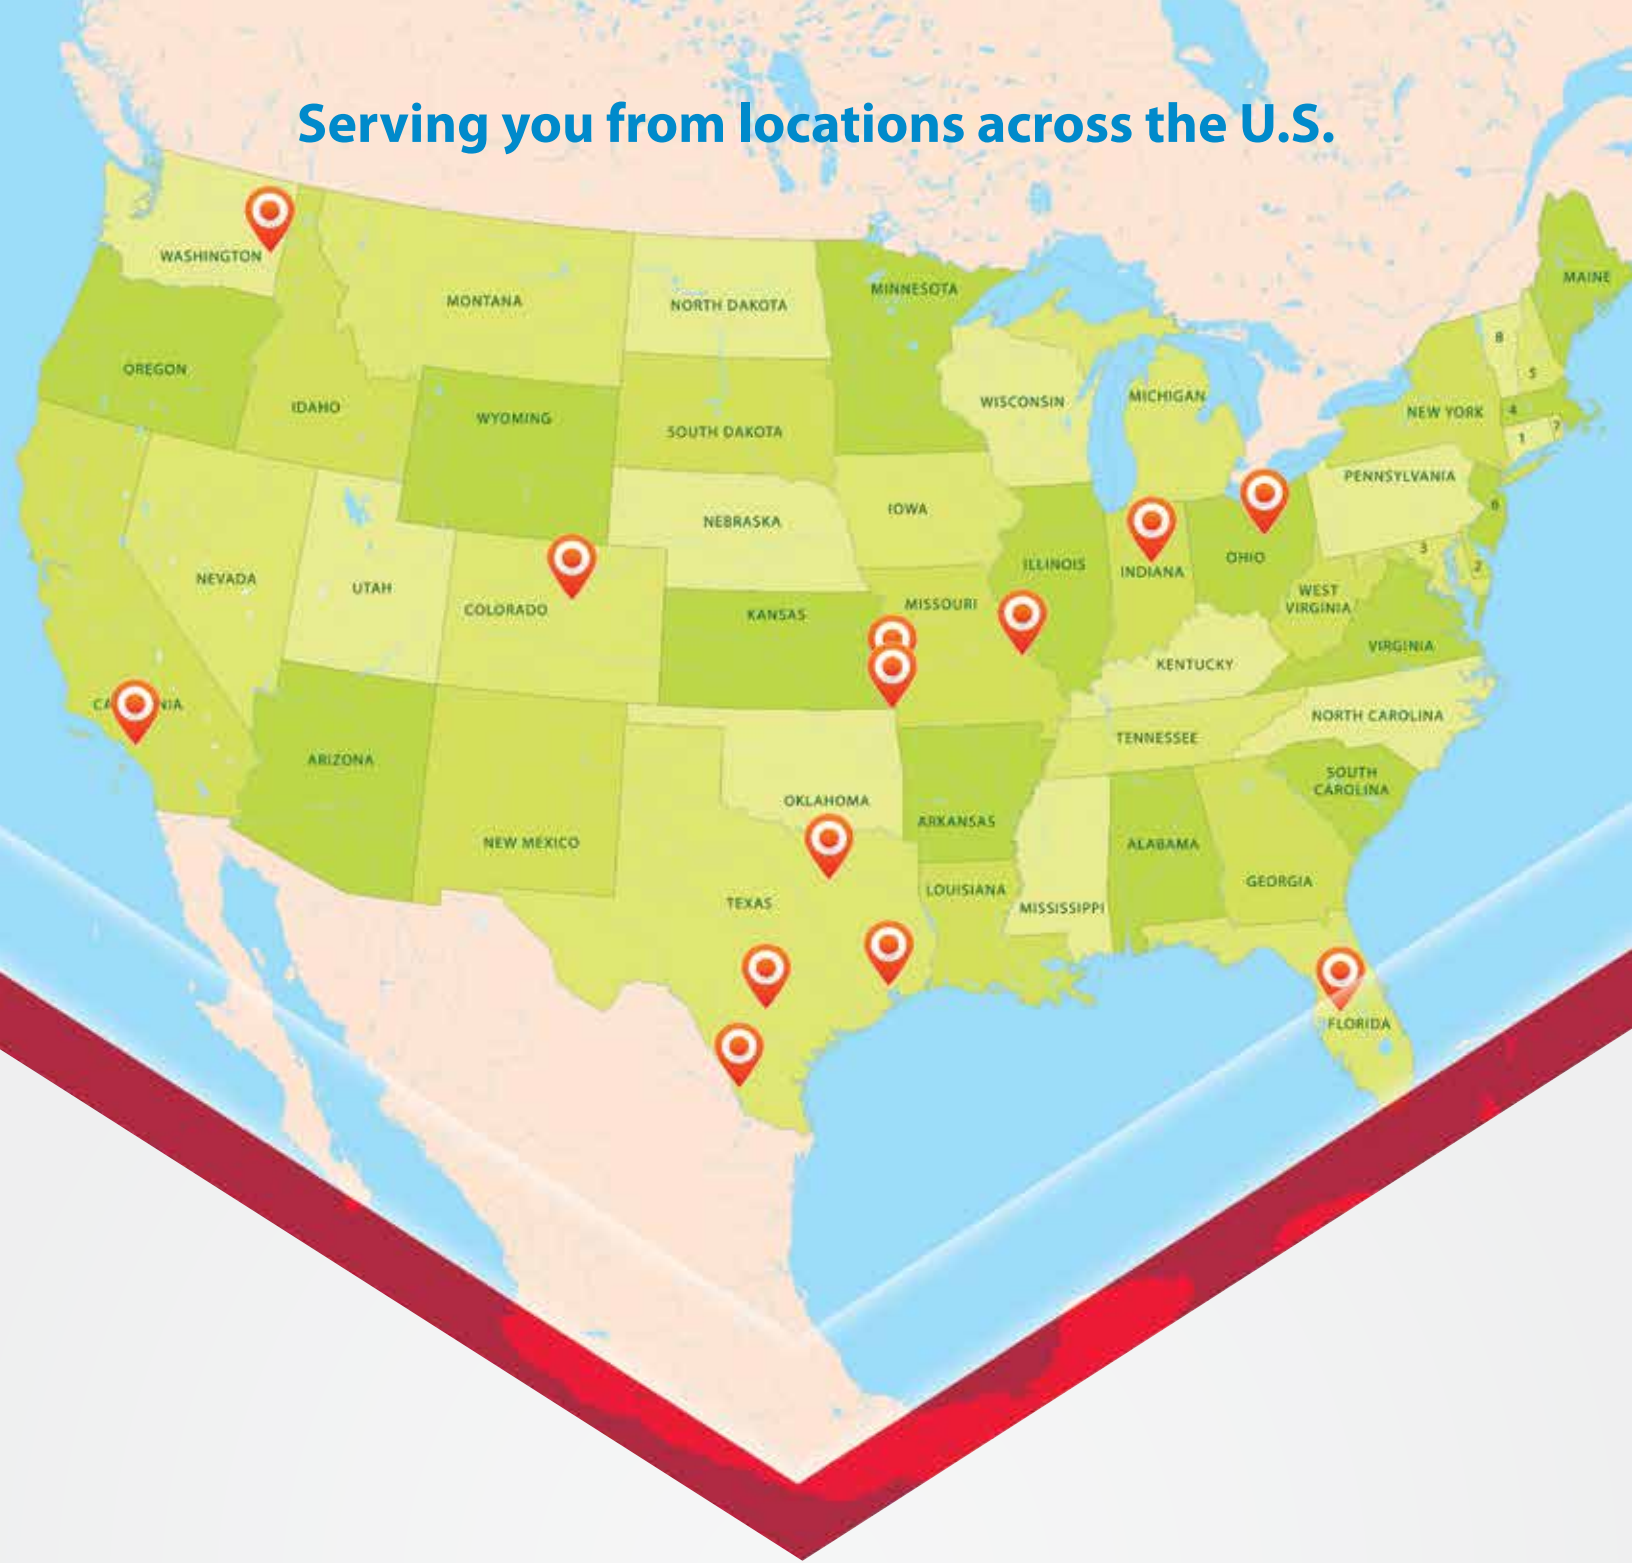 Serving you from locations across the U.S.
WASHINGTON
MONTANA
NORTH DAKOTA
MINNESOTA
MAINE
OREGON
IDAHO
WYOMING
SOUTH DAKOTA
WISCONSIN
MICHIGAN
8
5
NEW YORK
4
1
7
PENNSYLVANIA
6
NEVADA
UTAH
COLORADO
NEBRASKA
IOWA
ILLINOIS
INDIANA
OHIO
3
2
WEST
VIRGINIA
KANSAS
MISSOURI
KENTUCKY
VIRGINIA
CA
NIA
ARIZONA
NEW MEXICO
OKLAHOMA
ARKANSAS
TENNESSEE
NORTH CAROLINA
SOUTH
CAROLINA
TEXAS
LOUISIANA
MISSISSIPPI
ALABAMA
GEORGIA
FLORIDA